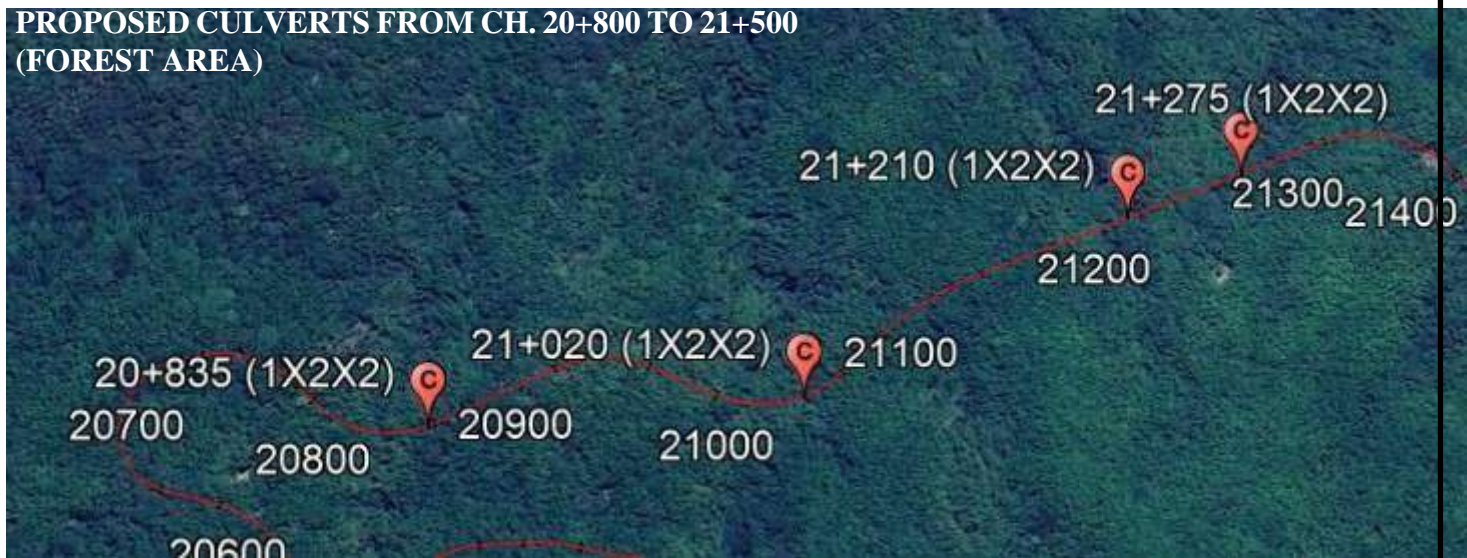 PROPOSED CULVERTS FROM CH. 20+800 TO 21+500
(FOREST AREA)
21+275 (1X2X2)
C
21+210 (1X2X2)
C
21300
21400
21200
21+020 (1X2X2)
C
21100
20+835 (1X2X2)
C
20700
20900
21000
20800
20600